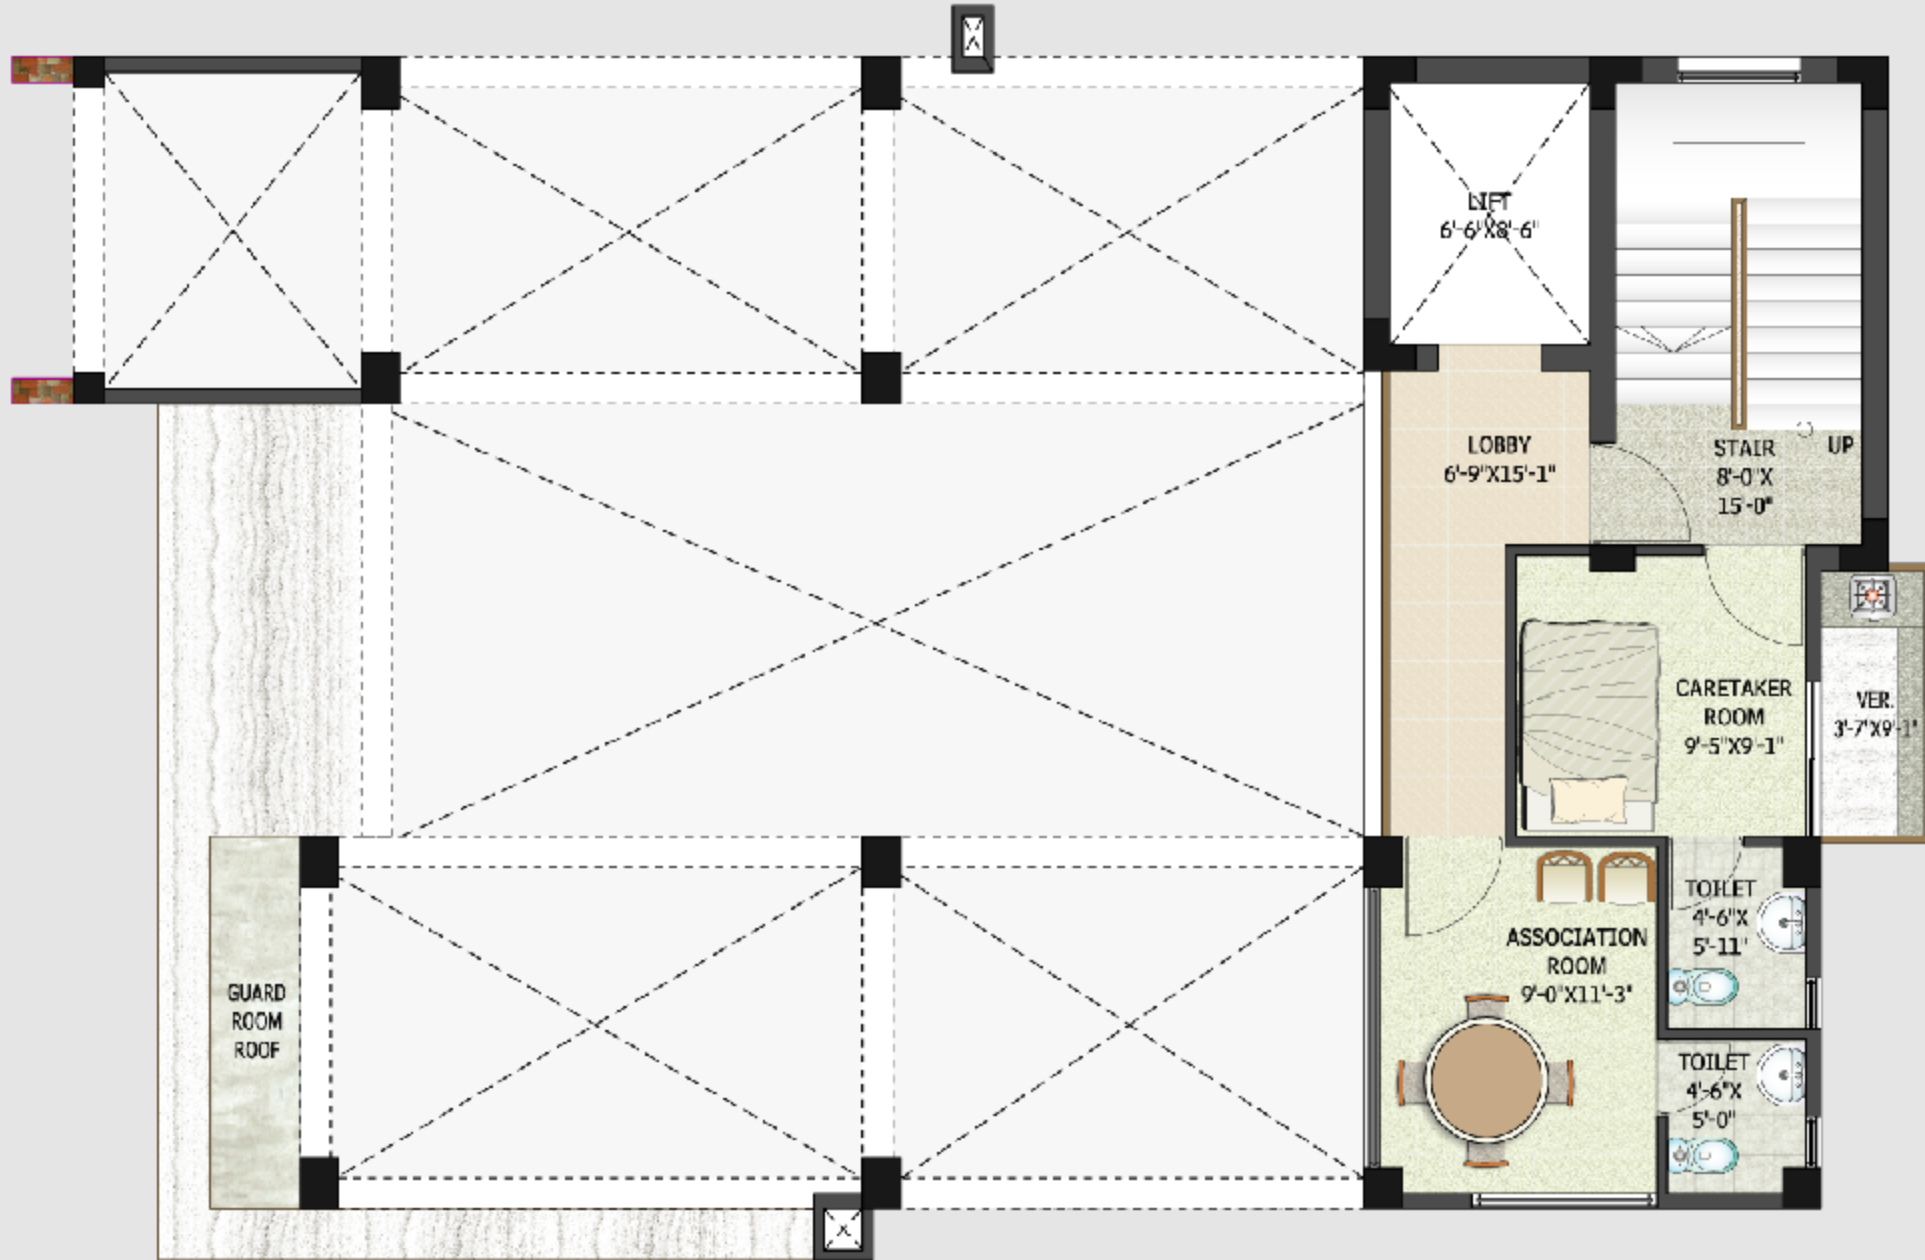 LIFT
6'-6"X8'-6"
LOBBY
6'-9"X15'-1"
STAIR
8'-0"X
15'-0"
UP
CARETAKER
ROOM
9'-5"X9'-1"
VER.
3'-7"X9'-1"
TOILET
4'-6"X
5'-11"
ASSOCIATION
ROOM
9'-0"X11'-3"
GUARD
ROOM
ROOF
TOILET
4'-6"X
5'-0"